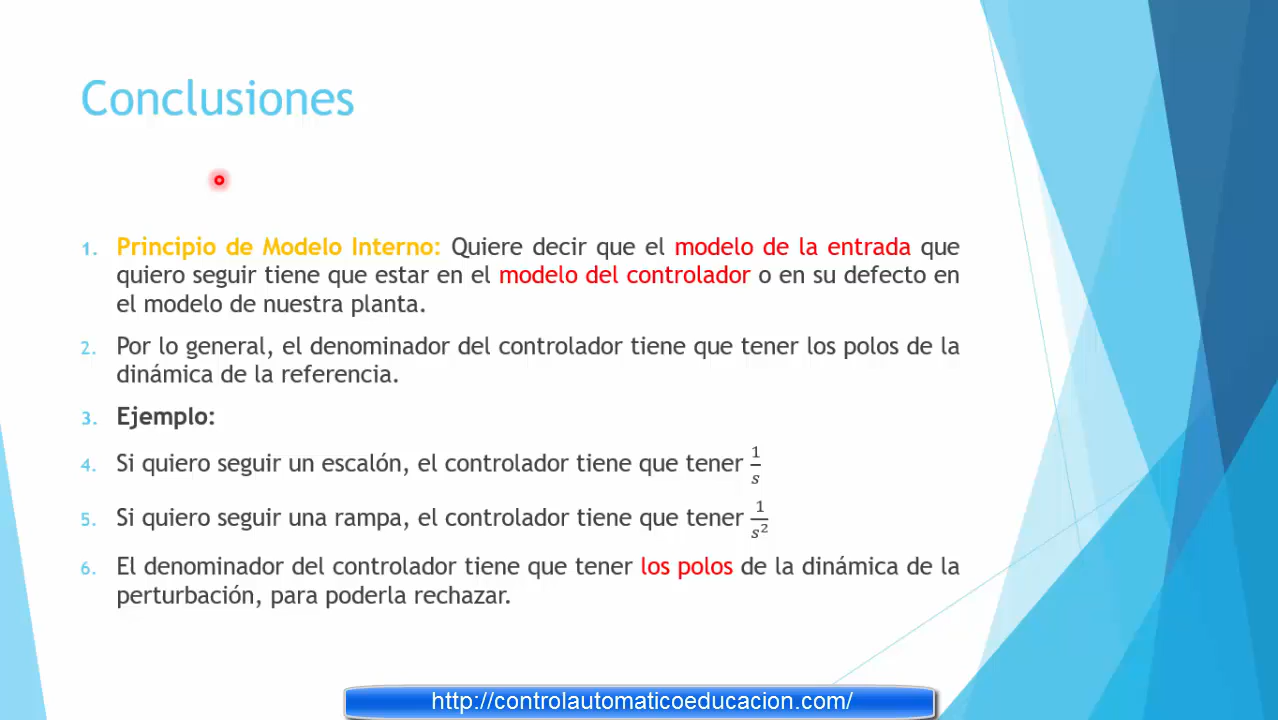 Conclusiones
1. Principio de Modelo Interno: Quiere decir que el modelo de la entrada que
quiero seguir tiene que estar en el modelo del controlador o en su defecto en
el modelo de nuestra planta.
2. Por lo general, el denominador del controlador tiene que tener los polos de la
dinámica de la referencia.
3. Ejemplo:
4. Si quiero seguir un escalón, el controlador tiene que tener 1/s
5. Si quiero seguir una rampa, el controlador tiene que tener 1/s²
6. El denominador del controlador tiene que tener los polos de la dinámica de la
perturbación, para poderla rechazar.
http://controlautomaticoeducacion.com/